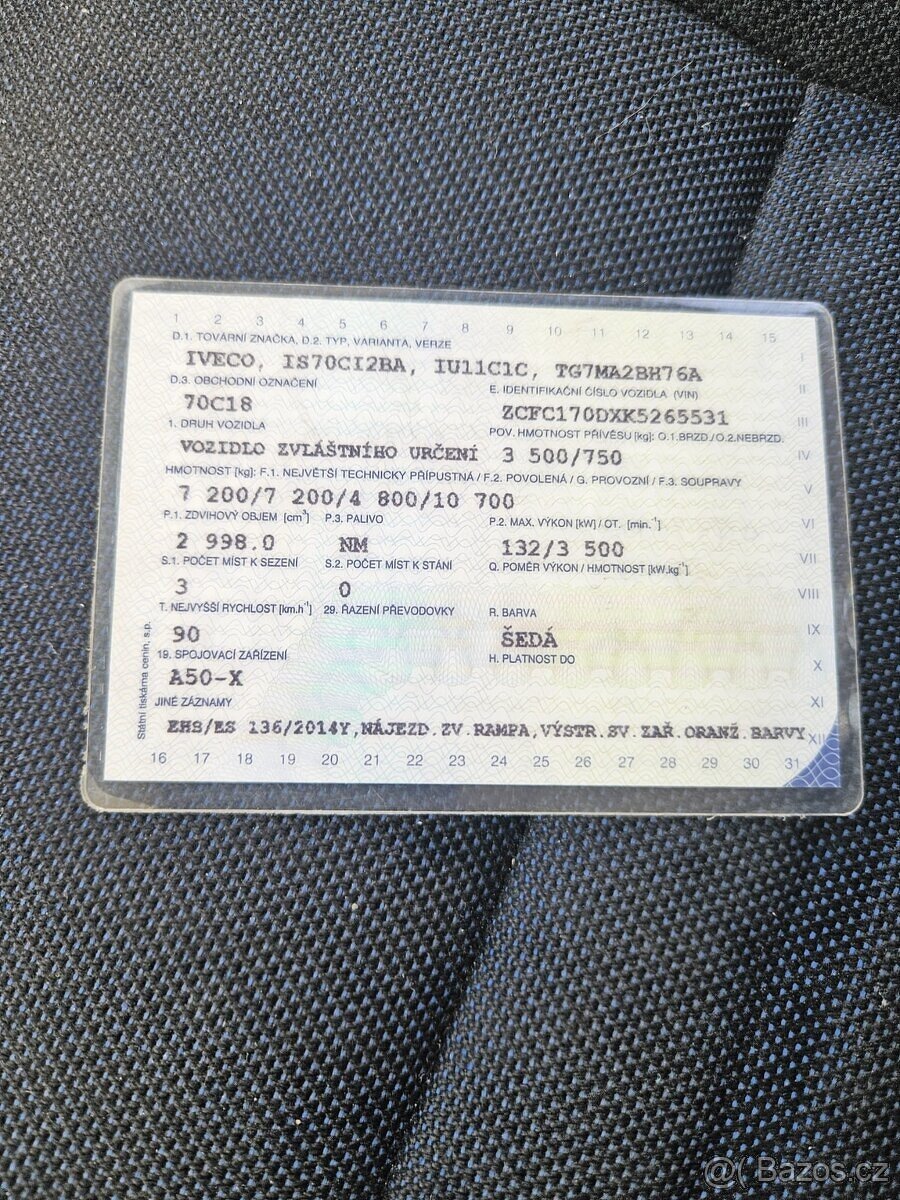 1 2 3 4 5 6 7 8 9 10 11 12 13 14 15
D.1. TOVÁRNÍ ZNAČKA, D.2. TYP, VARIANTA, VERZE I
IVECO, IS70CI2BA, IU11C1C, TG7MA2BH76A
D.3. OBCHODNÍ OZNAČENÍ E. IDENTIFIKAČNÍ ČÍSLO VOZIDLA (VIN) II
70C18 ZCFC170DXK5265531
1. DRUH VOZIDLA POV. HMOTNOST PŘÍVĚSU [kg]: O.1.BRZD./O.2.NEBRZD. III
VOZIDLO ZVLÁŠTNÍHO URČENÍ 3 500/750 IV
HMOTNOST [kg]: F.1. NEJVĚTŠÍ TECHNICKY PŘÍPUSTNÁ / F.2. POVOLENÁ / G. PROVOZNÍ / F.3. SOUPRAVY
7 200/7 200/4 800/10 700 V
P.1. ZDVIHOVÝ OBJEM [cm³] P.3. PALIVO P.2. MAX. VÝKON [kW] / OT. [min.⁻¹] VI
2 998.0 NM 132/3 500
S.1. POČET MÍST K SEZENÍ S.2. POČET MÍST K STÁNÍ Q. POMĚR VÝKON / HMOTNOST [kW.kg⁻¹] VII
3 0 VIII
T. NEJVYŠŠÍ RYCHLOST [km.h⁻¹] 29. ŘAZENÍ PŘEVODOVKY R. BARVA
90 ŠEDÁ IX
19. SPOJOVACÍ ZAŘÍZENÍ H. PLATNOST DO X
A50-X
JINÉ ZÁZNAMY XI
EHS/ES 136/2014Y,NÁJEZD.ZV.RAMPA,VÝSTR.SV.ZAŘ.ORANŽ.BARVY XII
16 17 18 19 20 21 22 23 24 25 26 27 28 29 30 31
Státní tiskárna cenin, s.p.
@( Bazos.cz